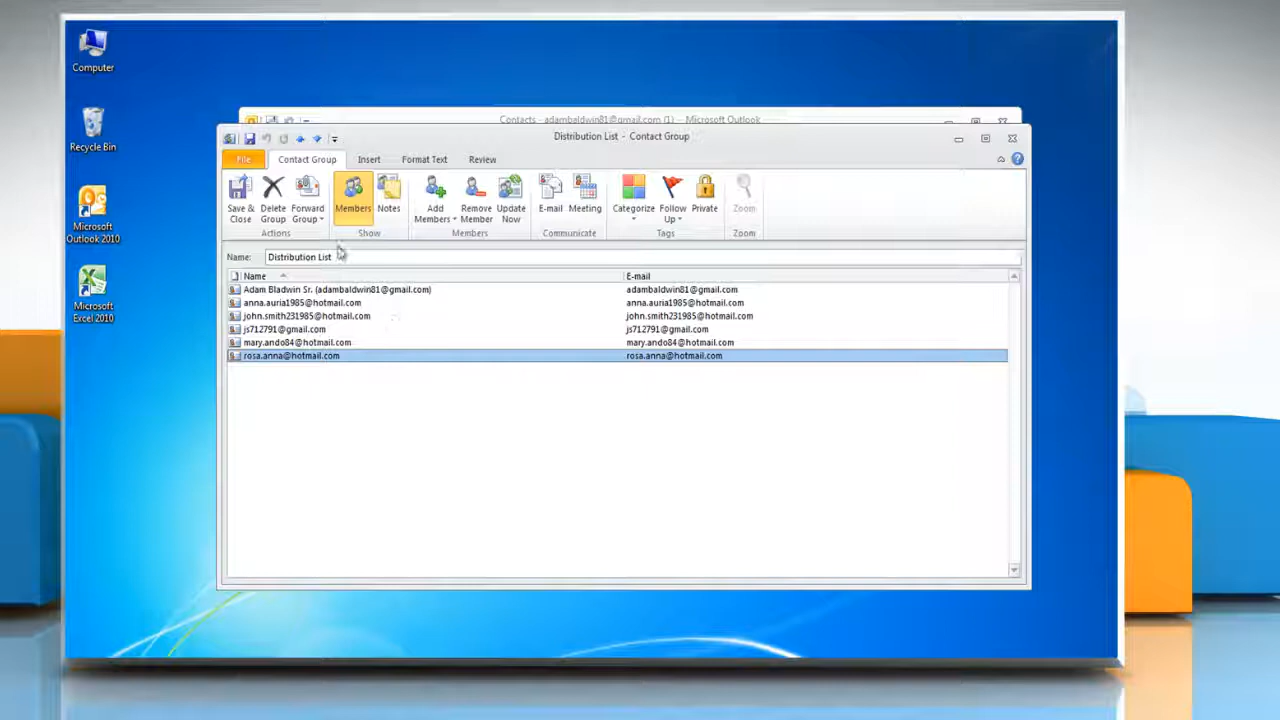 Computer
Recycle Bin
Microsoft
Outlook 2010
Microsoft
Excel 2010
Contacts - adambaldwin81@gmail.com (1) - Microsoft Outlook
Distribution List - Contact Group
File Contact Group Insert Format Text Review
Save & Close
Delete Group
Forward Group
Members
Notes
Add Members
Remove Member
Update Now
E-mail
Meeting
Categorize
Follow Up
Private
Zoom
Actions Show Members Communicate Tags Zoom
Name: Distribution List
Name E-mail
Adam Bladwin Sr. (adambaldwin81@gmail.com) adambaldwin81@gmail.com
anna.auria1985@hotmail.com anna.auria1985@hotmail.com
john.smith231985@hotmail.com john.smith231985@hotmail.com
js712791@gmail.com js712791@gmail.com
mary.ando84@hotmail.com mary.ando84@hotmail.com
rosa.anna@hotmail.com rosa.anna@hotmail.com